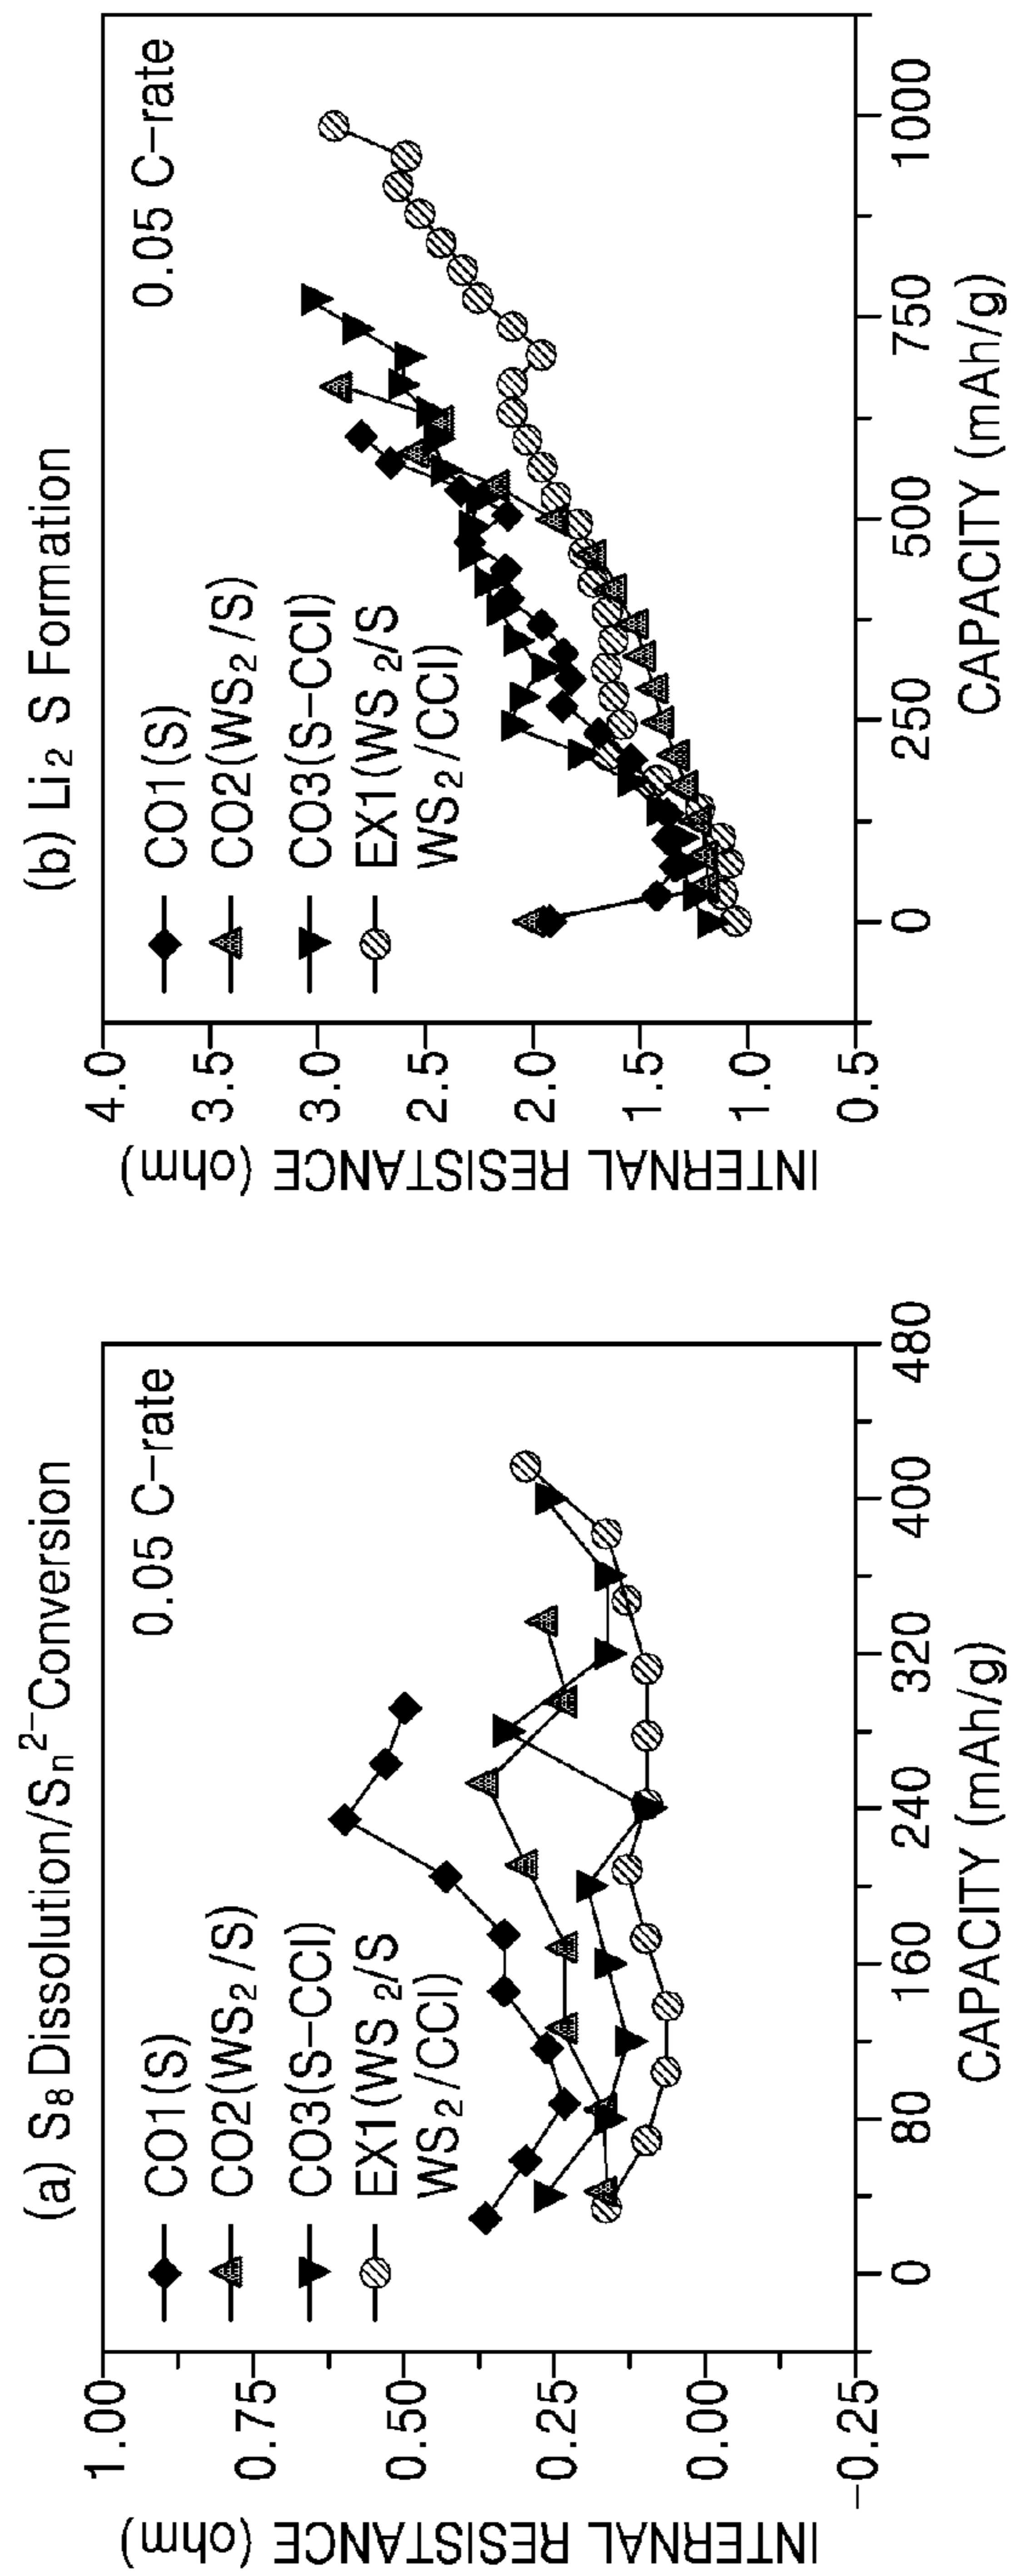 (a) S₈ Dissolution/Sₙ²⁻Conversion
0.05 C-rate
CO1(S)
CO2(WS₂/S)
CO3(S-CCI)
EX1(WS₂/S
WS₂/CCI)
INTERNAL RESISTANCE (ohm)
1.00
0.75
0.50
0.25
0.00
-0.25
0 80 160 240 320 400 480
CAPACITY (mAh/g)
(b) Li₂ S Formation
0.05 C-rate
CO1(S)
CO2(WS₂/S)
CO3(S-CCI)
EX1(WS₂/S
WS₂/CCI)
INTERNAL RESISTANCE (ohm)
4.0
3.5
3.0
2.5
2.0
1.5
1.0
0.5
0 250 500 750 1000
CAPACITY (mAh/g)